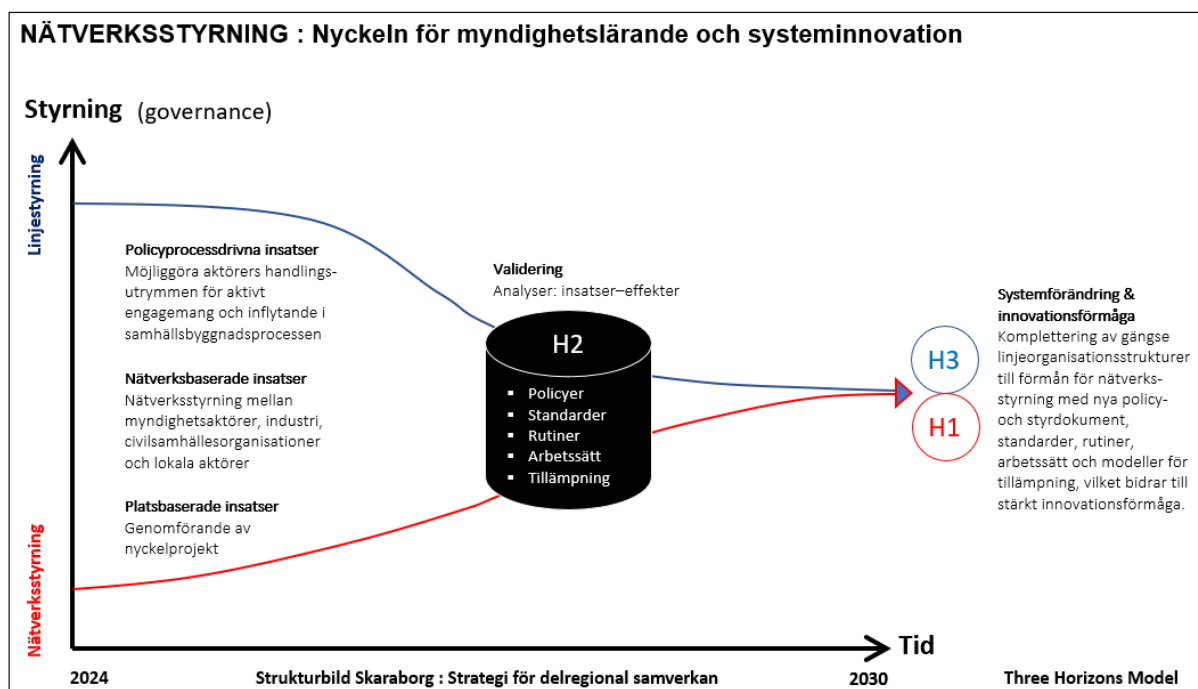 NÄTVERKSSTYRNING : Nyckeln för myndighetslärande och systeminnovation
Styrning (governance)
Linjestyrning
Policyprocessdrivna insatser
Möjliggöra aktörers handlings-
utrymmen för aktivt
engagemang och inflytande i
samhällsbyggnadsprocessen
Nätverksbaserade insatser
Nätverksstyrning mellan
myndighetsaktörer, industri,
civilsamhällesorganisationer
och lokala aktörer
Platsbaserade insatser
Genomförande av
nyckelprojekt
Nätverksstyrning
Validering
Analyser: insatser–effekter
H2
▪ Policyer
▪ Standarder
▪ Rutiner
▪ Arbetssätt
▪ Tillämpning
H3
H1
Systemförändring &
innovationsförmåga
Komplettering av gängse
linjeorganisationsstrukturer
till förmån för nätverks-
styrning med nya policy-
och styrdokument,
standarder, rutiner,
arbetssätt och modeller för
tillämpning, vilket bidrar till
stärkt innovationsförmåga.
Tid
2024
Strukturbild Skaraborg : Strategi för delregional samverkan
2030
Three Horizons Model